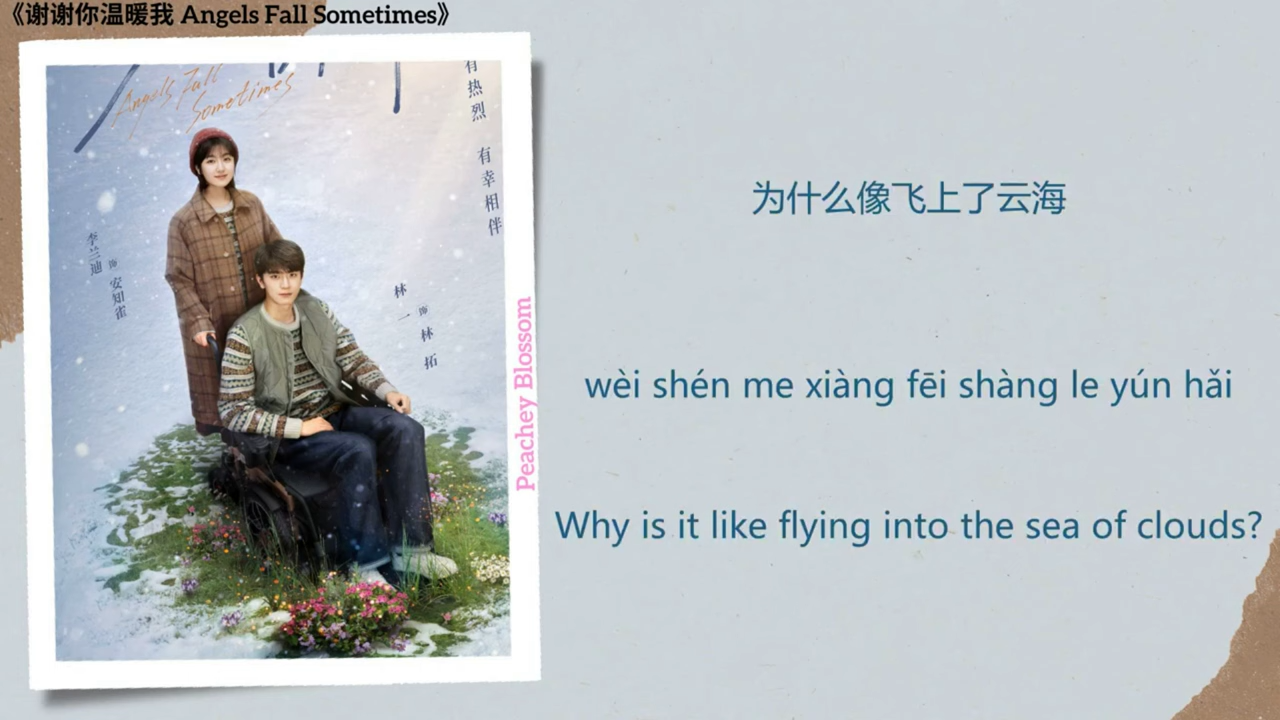 《谢谢你温暖我 Angels Fall Sometimes》
Angels Fall
Sometimes
有热烈 有幸相伴
李兰迪 饰 安知雀
林一 饰 林拓
Peachey Blossom
为什么像飞上了云海
wèi shén me xiàng fēi shàng le yún hǎi
Why is it like flying into the sea of clouds?